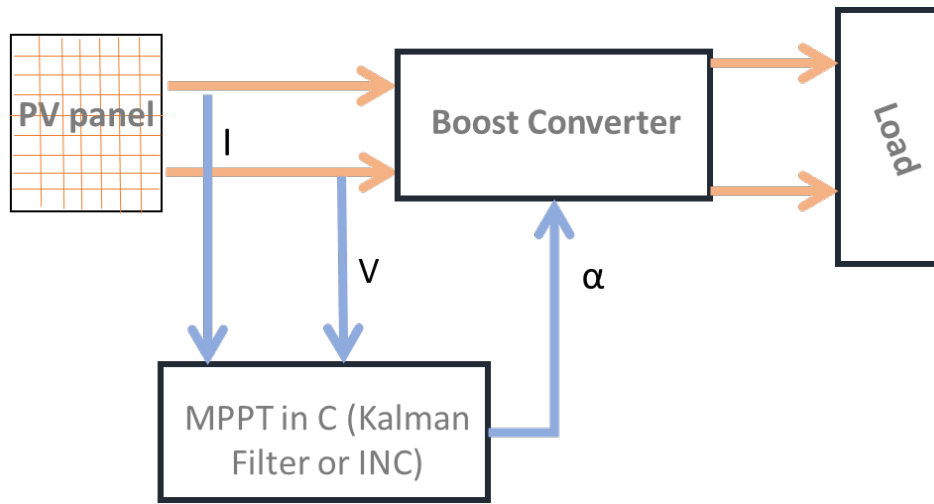 PV panel
I
Boost Converter
Load
V
α
MPPT in C (Kalman
Filter or INC)